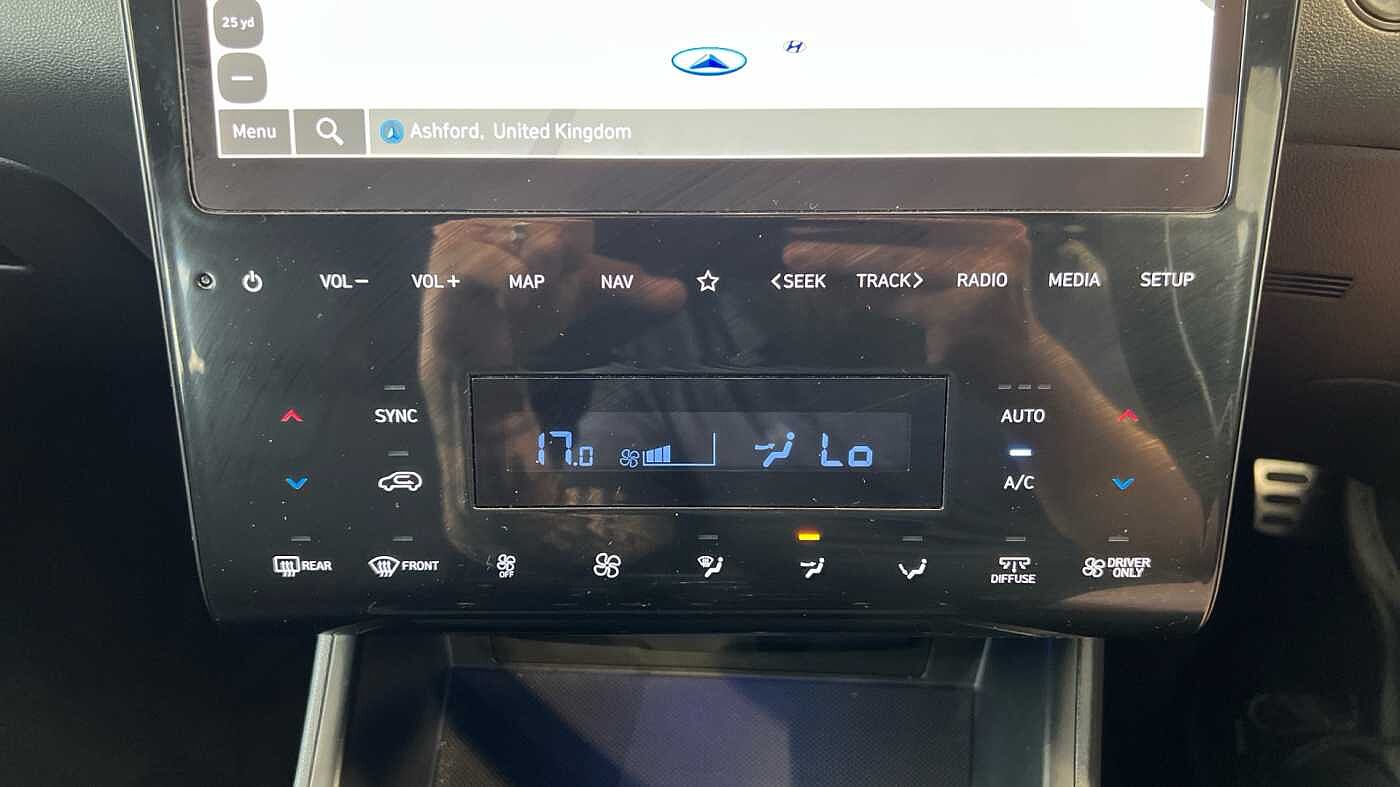 25 yd
Menu
Ashford, United Kingdom
VOL− VOL+ MAP NAV <SEEK TRACK> RADIO MEDIA SETUP
SYNC AUTO
17.0 Lo
A/C
REAR FRONT OFF DIFFUSE DRIVER
ONLY